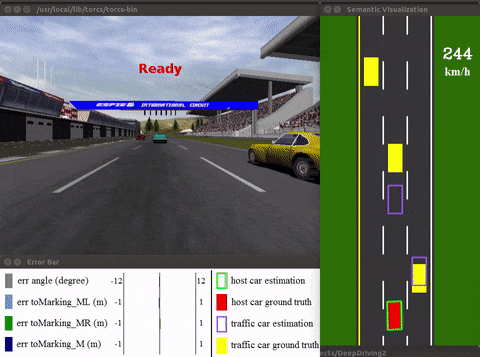 /usr/local/lib/torcs/torcs-bin
Semantic Visualization
Ready
INTERNATIONAL CIRCUIT
244
km/h
Error Bar
err angle (degree) -12 12
err toMarking_ML (m) -1 1
err toMarking_MR (m) -1 1
err toMarking_M (m) -1 1
host car estimation
host car ground truth
traffic car estimation
traffic car ground truth
ects/DeepDriving2